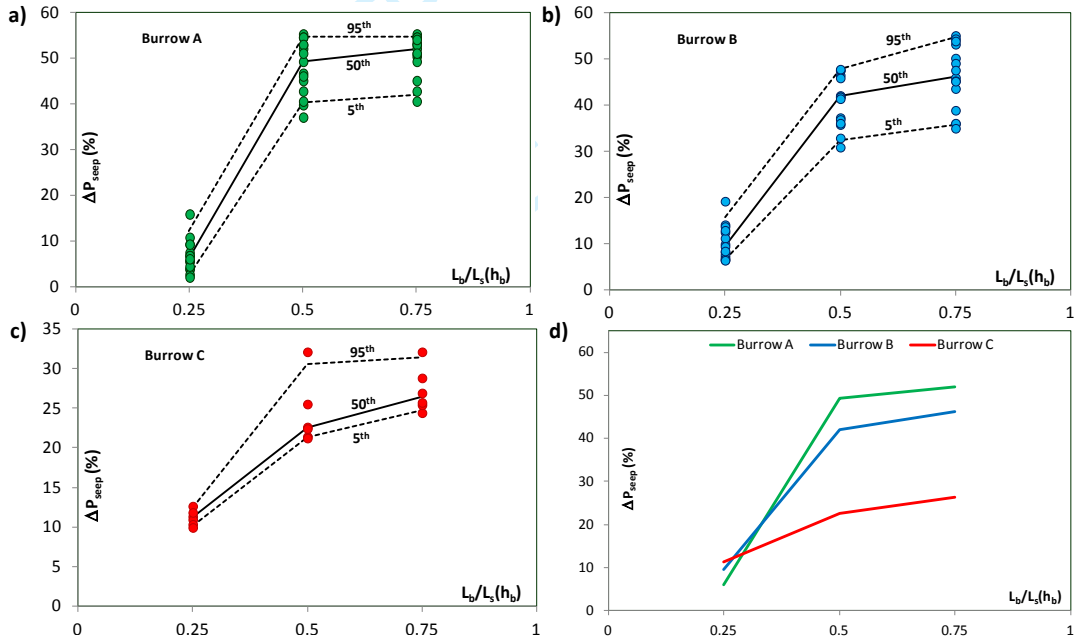 a)
Burrow A
95th
50th
5th
ΔPseep (%)
60
50
40
30
20
10
0
0 0.25 0.5 0.75 1
Lb/Ls(hb)
b)
Burrow B
95th
50th
5th
ΔPseep (%)
60
50
40
30
20
10
0
0 0.25 0.5 0.75 1
Lb/Ls(hb)
c)
Burrow C
95th
50th
5th
ΔPseep (%)
35
30
25
20
15
10
5
0
0 0.25 0.5 0.75 1
Lb/Ls(hb)
d)
Burrow A Burrow B Burrow C
ΔPseep (%)
60
50
40
30
20
10
0
0 0.25 0.5 0.75 1
Lb/Ls(hb)